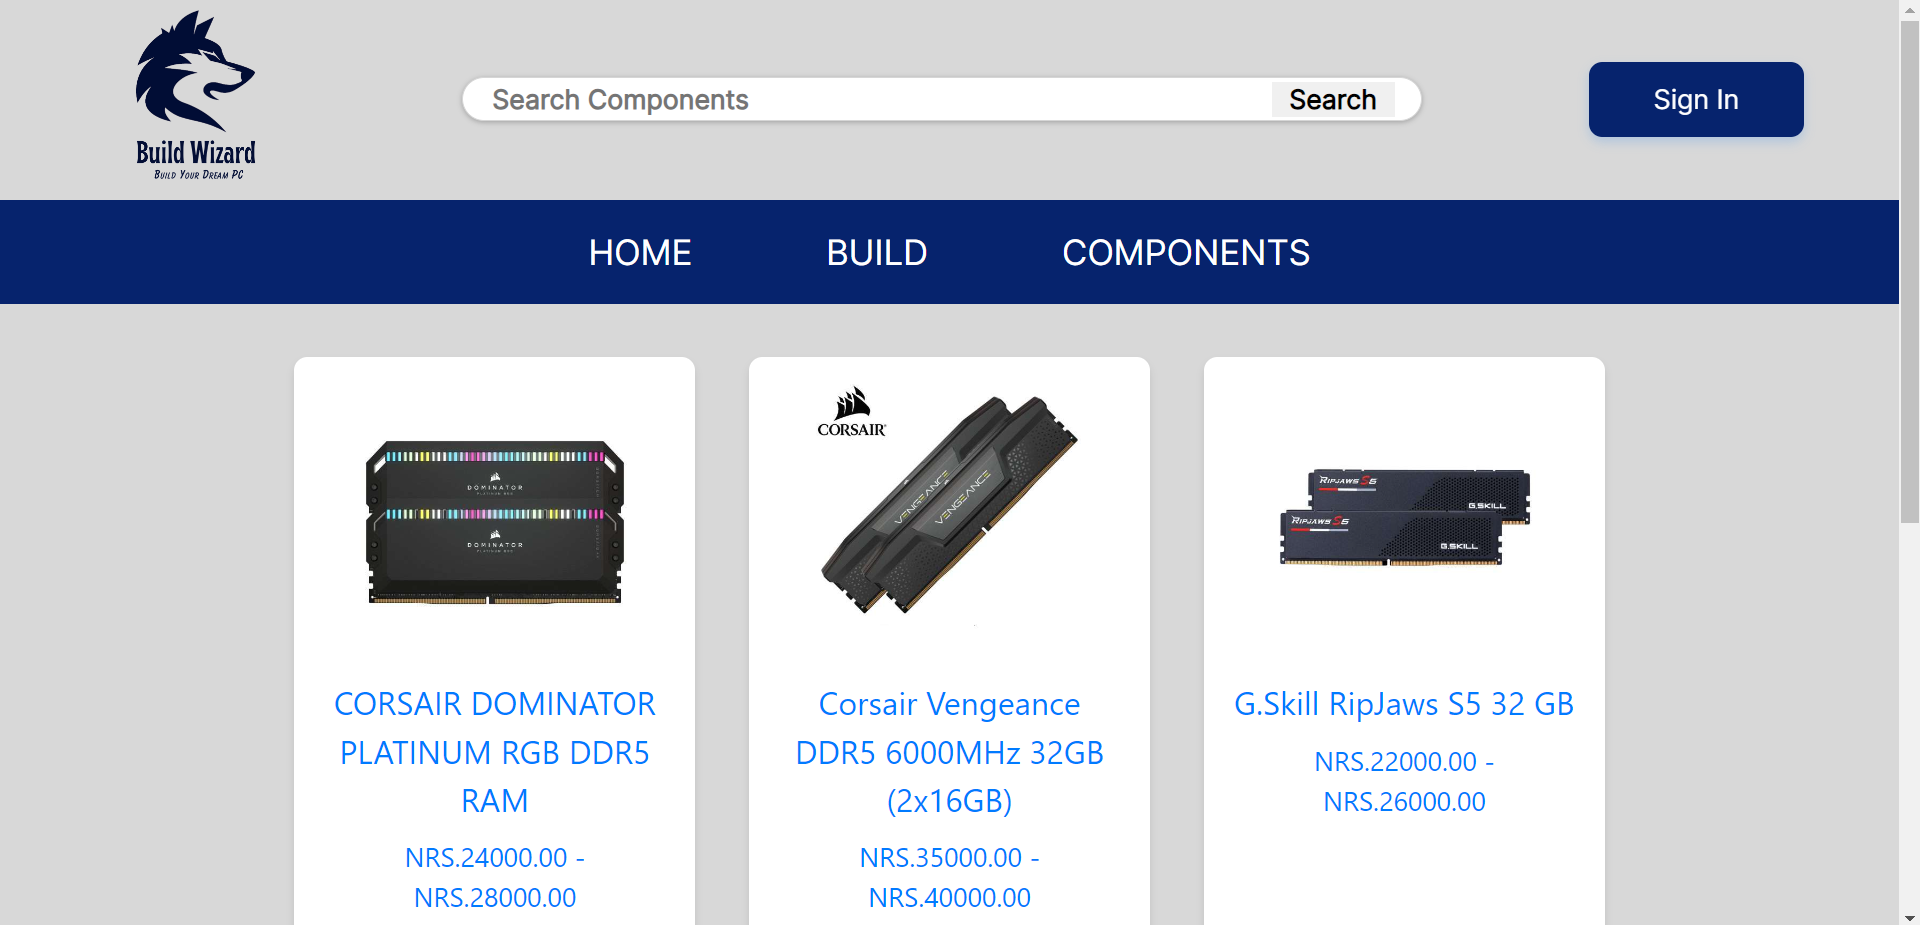 Build Wizard
Build Your Dream PC
Search Components
Search
Sign In
HOME
BUILD
COMPONENTS
DOMINATOR
DOMINATOR
CORSAIR
VENGEANCE
VENGEANCE
RIPJAWS S5
G.SKILL
RIPJAWS S5
G.SKILL
CORSAIR DOMINATOR
PLATINUM RGB DDR5
RAM
NRS.24000.00 -
NRS.28000.00
Corsair Vengeance
DDR5 6000MHz 32GB
(2x16GB)
NRS.35000.00 -
NRS.40000.00
G.Skill RipJaws S5 32 GB
NRS.22000.00 -
NRS.26000.00